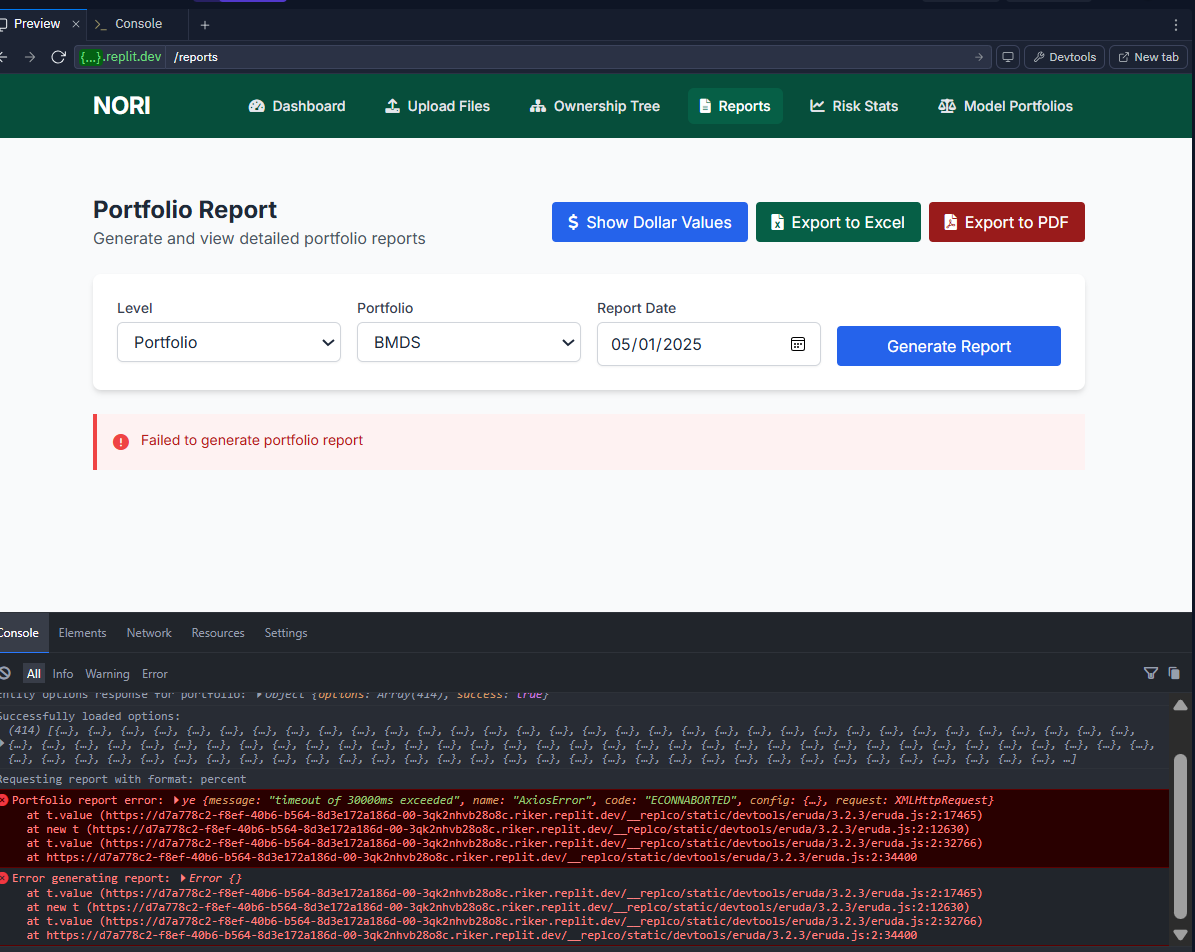 Preview × >_ Console +
{...}.replit.dev /reports Devtools New tab
NORI Dashboard Upload Files Ownership Tree Reports Risk Stats Model Portfolios
Portfolio Report
Generate and view detailed portfolio reports
$ Show Dollar Values Export to Excel Export to PDF
Level Portfolio Report Date
Portfolio BMDS 05/01/2025 Generate Report
Failed to generate portfolio report
Console Elements Network Resources Settings
All Info Warning Error
Entity options response for portfolio: ▶Object {options: Array(414), success: true}
Successfully loaded options:
(414) [{…}, {…}, {…}, {…}, {…}, {…}, {…}, {…}, {…}, {…}, {…}, {…}, {…}, {…}, {…}, {…}, {…}, {…}, {…}, {…}, {…}, {…}, {…}, {…}, {…}, {…}, {…}, {…}, {…}, {…}, {…}, {…}, {…},
{…}, {…}, {…}, {…}, {…}, {…}, {…}, {…}, {…}, {…}, {…}, {…}, {…}, {…}, {…}, {…}, {…}, {…}, {…}, {…}, {…}, {…}, {…}, {…}, {…}, {…}, {…}, {…}, {…}, {…}, {…}, {…}, {…}, {…}, {…},
{…}, {…}, {…}, {…}, {…}, {…}, {…}, {…}, {…}, {…}, {…}, {…}, {…}, {…}, {…}, {…}, {…}, {…}, {…}, {…}, {…}, {…}, {…}, {…}, {…}, {…}, {…}, {…}, {…}, {…}, {…}, {…}, …]
Requesting report with format: percent
Portfolio report error: ▶ye {message: "timeout of 30000ms exceeded", name: "AxiosError", code: "ECONNABORTED", config: {…}, request: XMLHttpRequest}
at t.value (https://d7a778c2-f8ef-40b6-b564-8d3e172a186d-00-3qk2nhvb28o8c.riker.replit.dev/__replco/static/devtools/eruda/3.2.3/eruda.js:2:17465)
at new t (https://d7a778c2-f8ef-40b6-b564-8d3e172a186d-00-3qk2nhvb28o8c.riker.replit.dev/__replco/static/devtools/eruda/3.2.3/eruda.js:2:12630)
at t.value (https://d7a778c2-f8ef-40b6-b564-8d3e172a186d-00-3qk2nhvb28o8c.riker.replit.dev/__replco/static/devtools/eruda/3.2.3/eruda.js:2:32766)
at https://d7a778c2-f8ef-40b6-b564-8d3e172a186d-00-3qk2nhvb28o8c.riker.replit.dev/__replco/static/devtools/eruda/3.2.3/eruda.js:2:34400
Error generating report: ▶Error {}
at t.value (https://d7a778c2-f8ef-40b6-b564-8d3e172a186d-00-3qk2nhvb28o8c.riker.replit.dev/__replco/static/devtools/eruda/3.2.3/eruda.js:2:17465)
at new t (https://d7a778c2-f8ef-40b6-b564-8d3e172a186d-00-3qk2nhvb28o8c.riker.replit.dev/__replco/static/devtools/eruda/3.2.3/eruda.js:2:12630)
at t.value (https://d7a778c2-f8ef-40b6-b564-8d3e172a186d-00-3qk2nhvb28o8c.riker.replit.dev/__replco/static/devtools/eruda/3.2.3/eruda.js:2:32766)
at https://d7a778c2-f8ef-40b6-b564-8d3e172a186d-00-3qk2nhvb28o8c.riker.replit.dev/__replco/static/devtools/eruda/3.2.3/eruda.js:2:34400